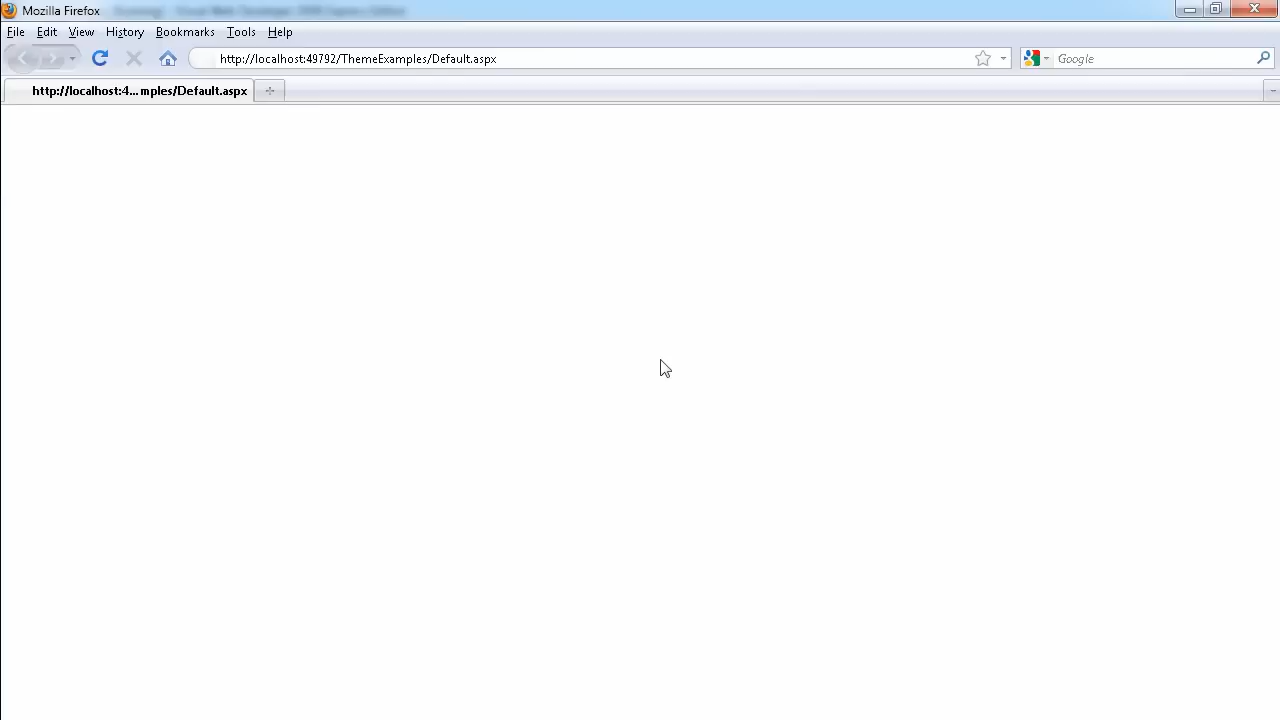 Mozilla Firefox
File Edit View History Bookmarks Tools Help
http://localhost:49782/ThemeExamples/Default.aspx
Google
http://localhost:4... mples/Default.aspx